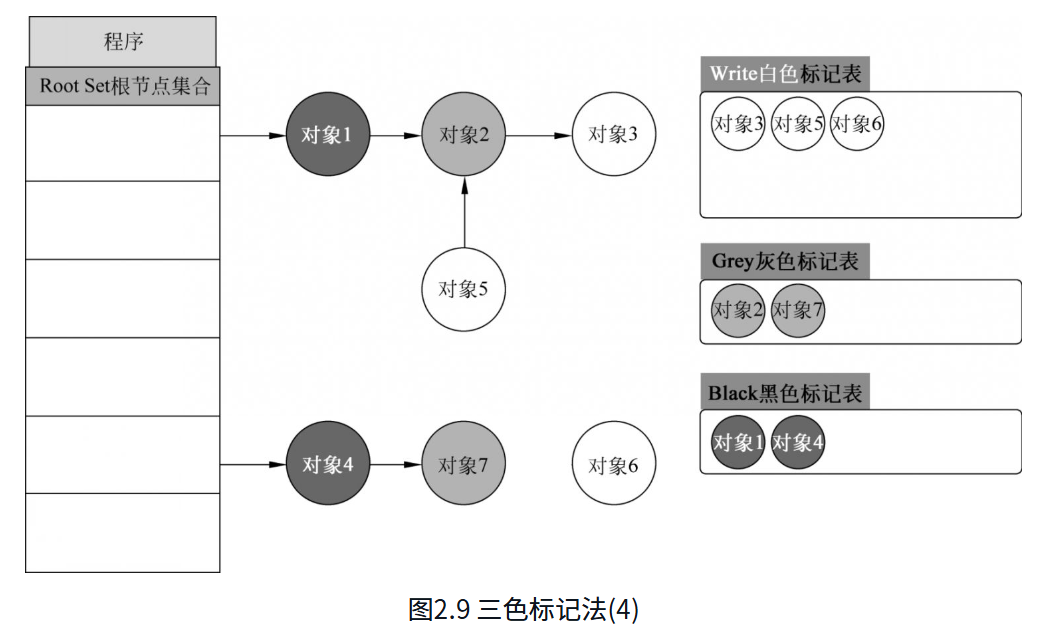 程序
Root Set根节点集合
对象1
对象2
对象3
对象5
对象4
对象7
对象6
Write白色标记表
对象3 对象5 对象6
Grey灰色标记表
对象2 对象7
Black黑色标记表
对象1 对象4
图2.9 三色标记法(4)